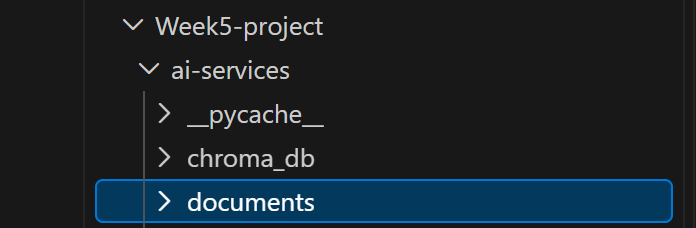 Week5-project
ai-services
__pycache__
chroma_db
documents